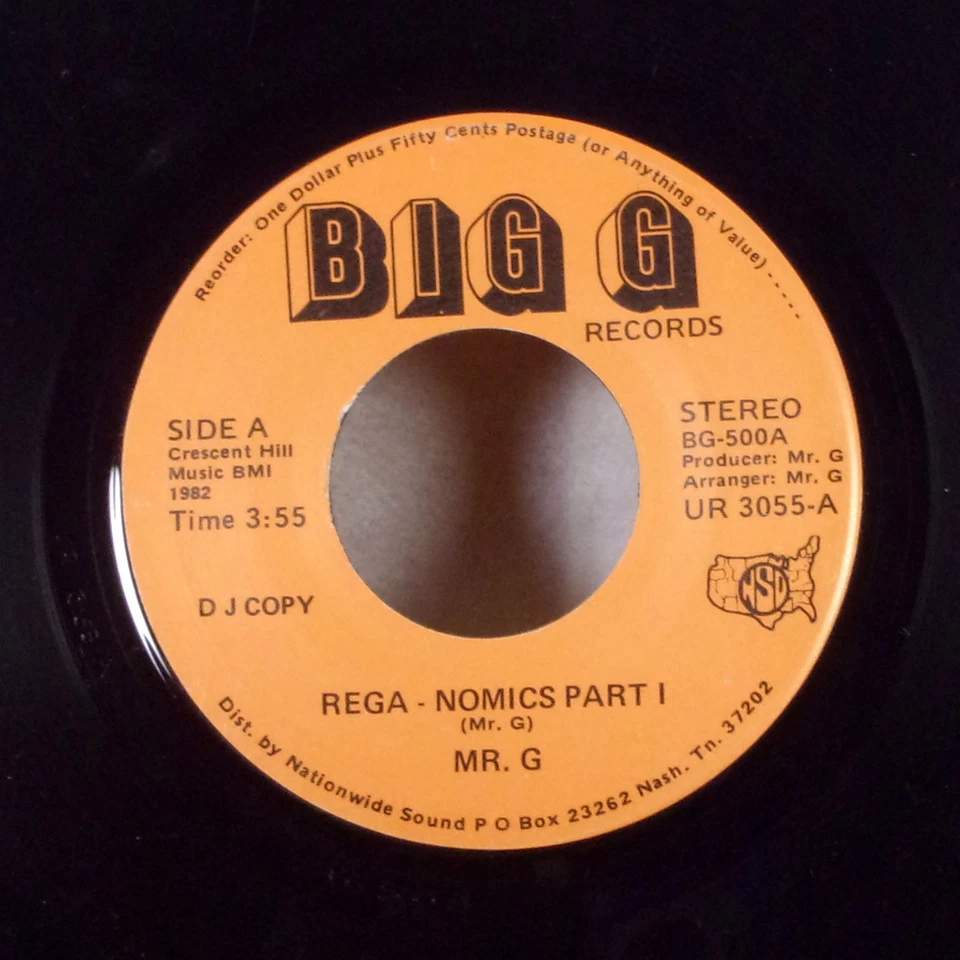 Reorder: One Dollar Plus Fifty Cents Postage (or Anything of Value) -----
BIG G
RECORDS
SIDE A
Crescent Hill
Music BMI
1982
Time 3:55
D J COPY
STEREO
BG-500A
Producer: Mr. G
Arranger: Mr. G
UR 3055-A
NSD
REGA - NOMICS PART I
(Mr. G)
MR. G
Dist. by Nationwide Sound P O Box 23262 Nash. Tn. 37202